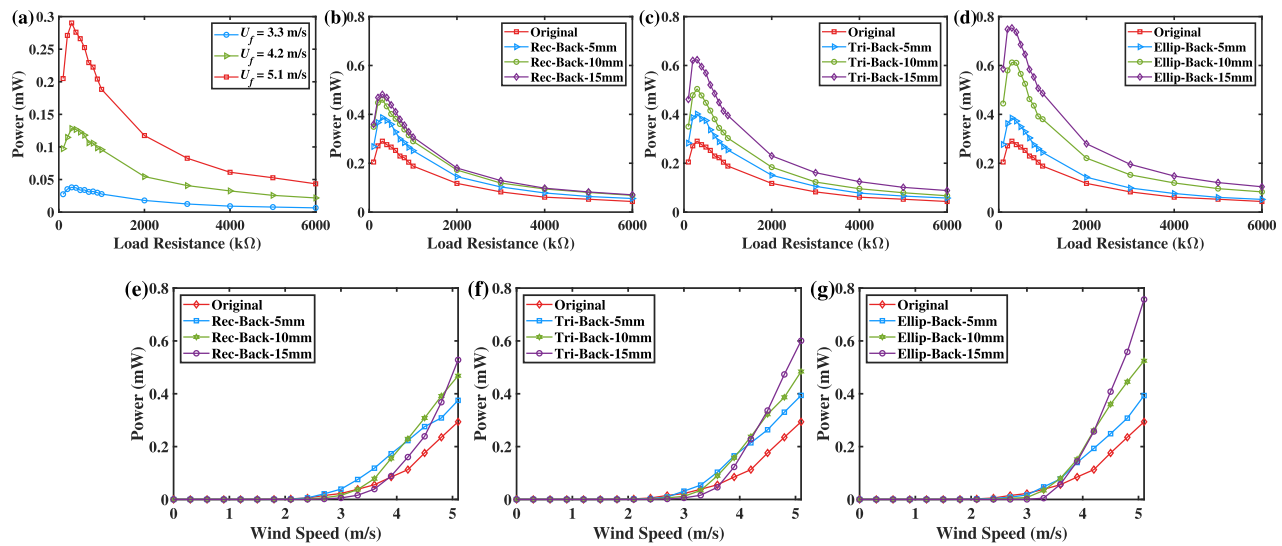 (a)
U_f = 3.3 m/s
U_f = 4.2 m/s
U_f = 5.1 m/s
0.3
0.25
0.2
0.15
0.1
0.05
0
Power (mW)
0 2000 4000 6000
Load Resistance (kΩ)
(b)
Original
Rec-Back-5mm
Rec-Back-10mm
Rec-Back-15mm
0.8
0.6
0.4
0.2
0
Power (mW)
0 2000 4000 6000
Load Resistance (kΩ)
(c)
Original
Tri-Back-5mm
Tri-Back-10mm
Tri-Back-15mm
0.8
0.6
0.4
0.2
0
Power (mW)
0 2000 4000 6000
Load Resistance (kΩ)
(d)
Original
Ellip-Back-5mm
Ellip-Back-10mm
Ellip-Back-15mm
0.8
0.6
0.4
0.2
0
Power (mW)
0 2000 4000 6000
Load Resistance (kΩ)
(e)
Original
Rec-Back-5mm
Rec-Back-10mm
Rec-Back-15mm
0.8
0.6
0.4
0.2
0
Power (mW)
0 1 2 3 4 5
Wind Speed (m/s)
(f)
Original
Tri-Back-5mm
Tri-Back-10mm
Tri-Back-15mm
0.8
0.6
0.4
0.2
0
Power (mW)
0 1 2 3 4 5
Wind Speed (m/s)
(g)
Original
Ellip-Back-5mm
Ellip-Back-10mm
Ellip-Back-15mm
0.8
0.6
0.4
0.2
0
Power (mW)
0 1 2 3 4 5
Wind Speed (m/s)